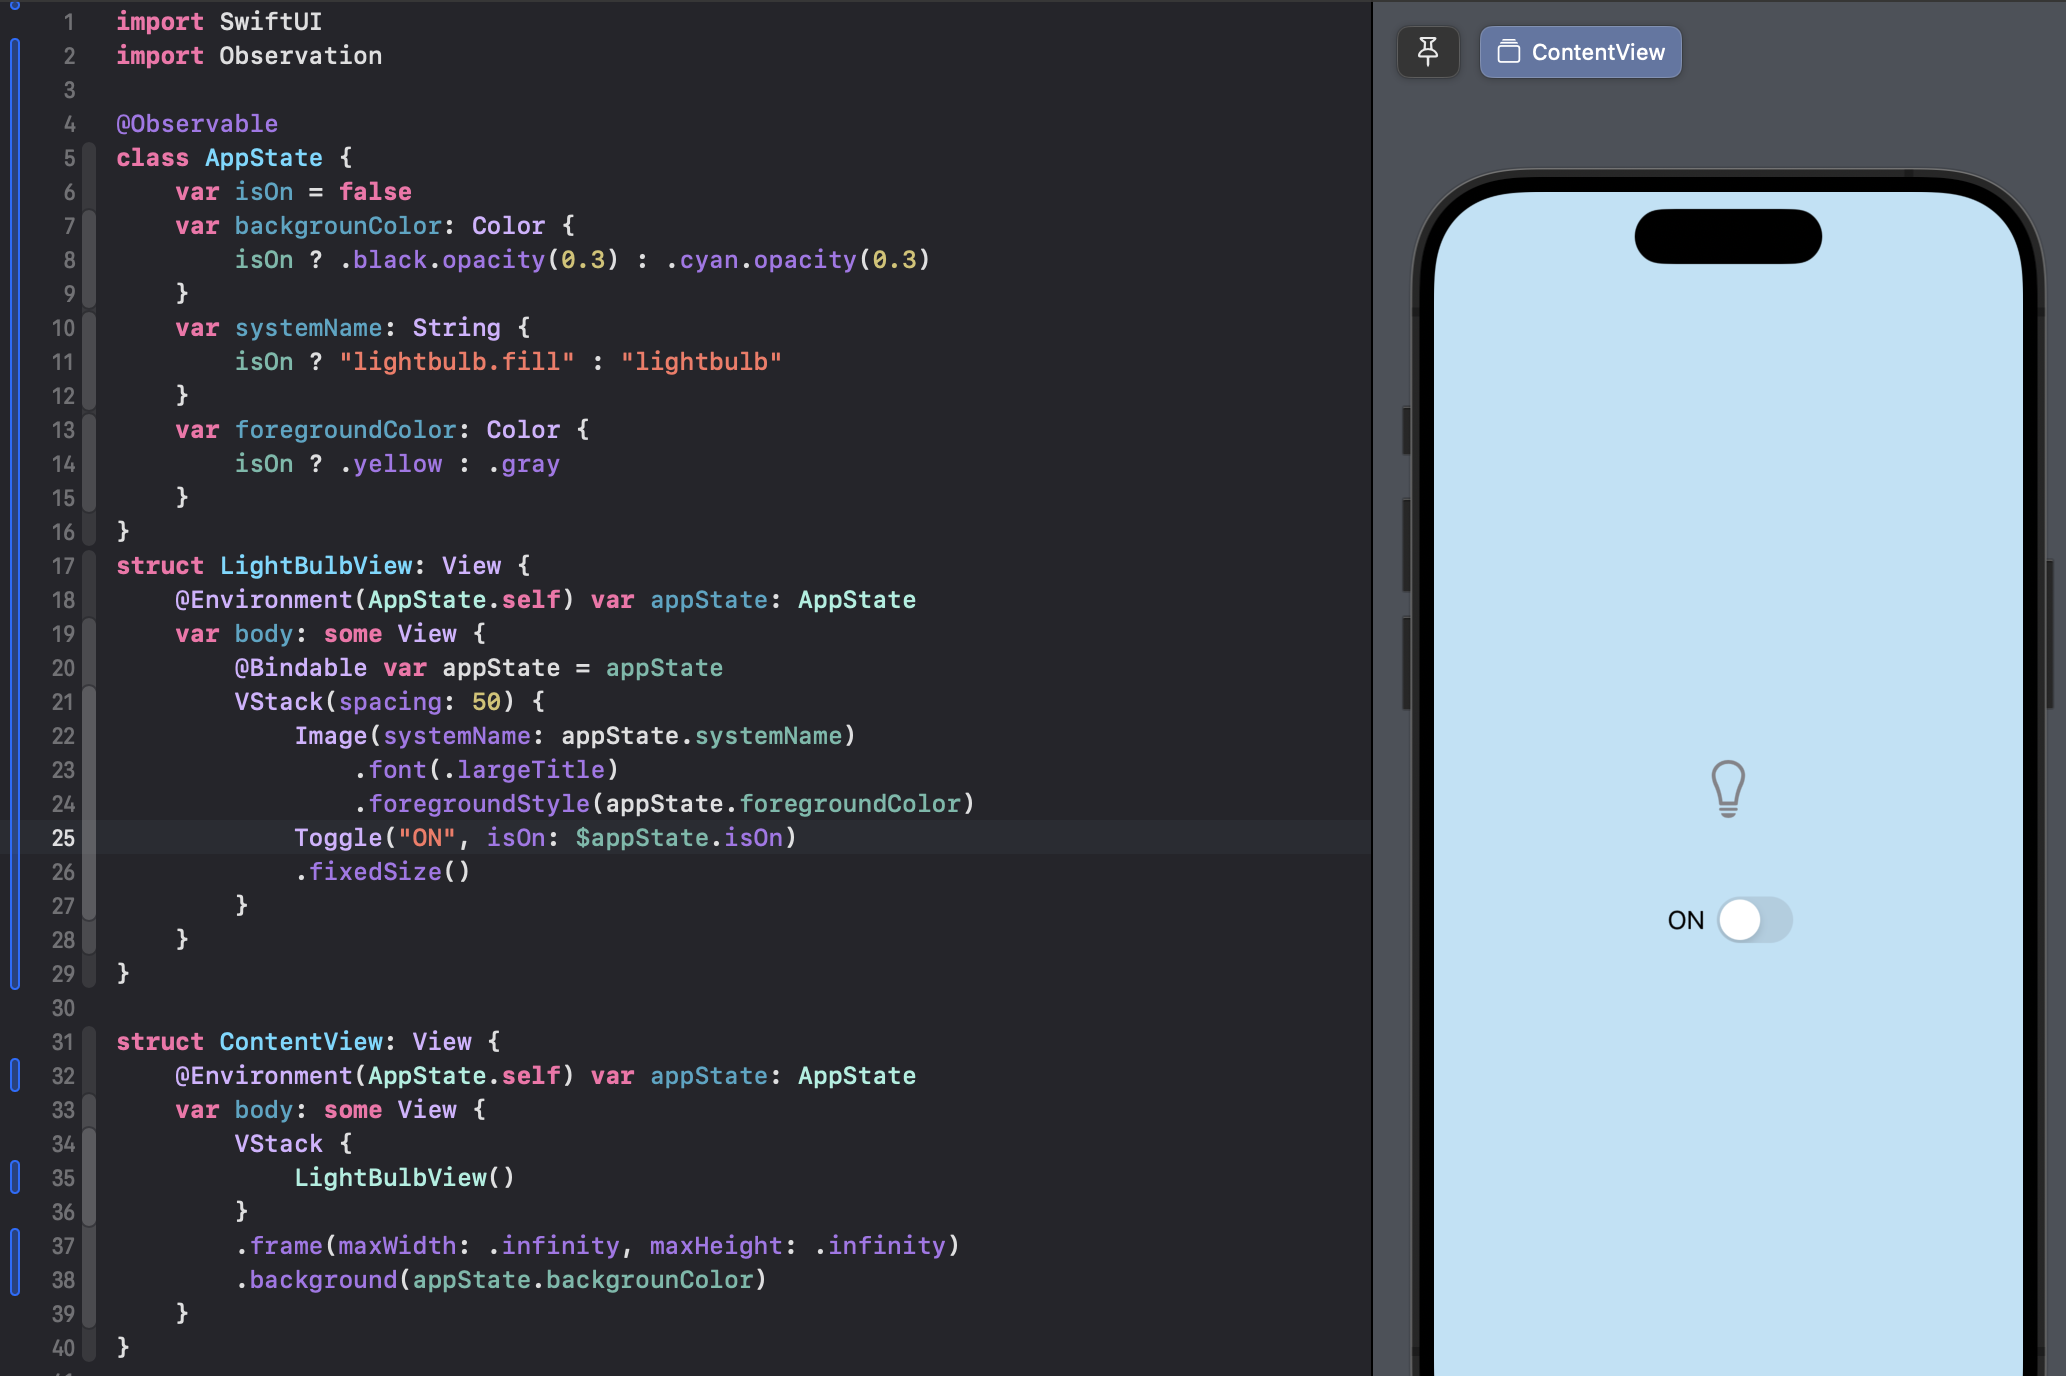 1 import SwiftUI
2 import Observation
3
4 @Observable
5 class AppState {
6     var isOn = false
7     var backgrounColor: Color {
8         isOn ? .black.opacity(0.3) : .cyan.opacity(0.3)
9     }
10     var systemName: String {
11         isOn ? "lightbulb.fill" : "lightbulb"
12     }
13     var foregroundColor: Color {
14         isOn ? .yellow : .gray
15     }
16 }
17 struct LightBulbView: View {
18     @Environment(AppState.self) var appState: AppState
19     var body: some View {
20         @Bindable var appState = appState
21         VStack(spacing: 50) {
22             Image(systemName: appState.systemName)
23                 .font(.largeTitle)
24                 .foregroundStyle(appState.foregroundColor)
25             Toggle("ON", isOn: $appState.isOn)
26             .fixedSize()
27         }
28     }
29 }
30
31 struct ContentView: View {
32     @Environment(AppState.self) var appState: AppState
33     var body: some View {
34         VStack {
35             LightBulbView()
36         }
37         .frame(maxWidth: .infinity, maxHeight: .infinity)
38         .background(appState.backgrounColor)
39     }
40 }
ContentView
ON